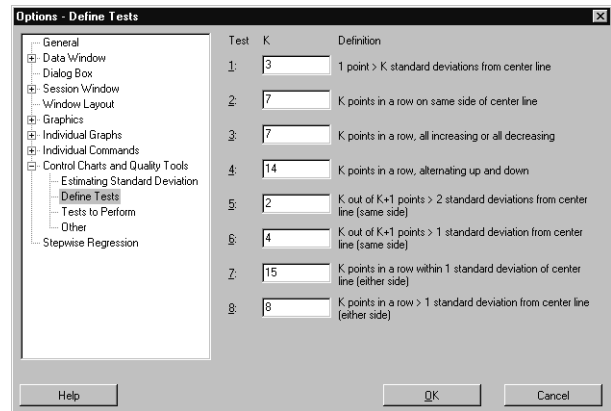 Options - Define Tests
General
Data Window
Dialog Box
Session Window
Window Layout
Graphics
Individual Graphs
Individual Commands
Control Charts and Quality Tools
Estimating Standard Deviation
Define Tests
Tests to Perform
Other
Stepwise Regression
Test K Definition
1: 3 1 point > K standard deviations from center line
2: 7 K points in a row on same side of center line
3: 7 K points in a row, all increasing or all decreasing
4: 14 K points in a row, alternating up and down
5: 2 K out of K+1 points > 2 standard deviations from center
line (same side)
6: 4 K out of K+1 points > 1 standard deviation from center
line (same side)
7: 15 K points in a row within 1 standard deviation of center
line (either side)
8: 8 K points in a row > 1 standard deviation from center line
(either side)
Help OK Cancel